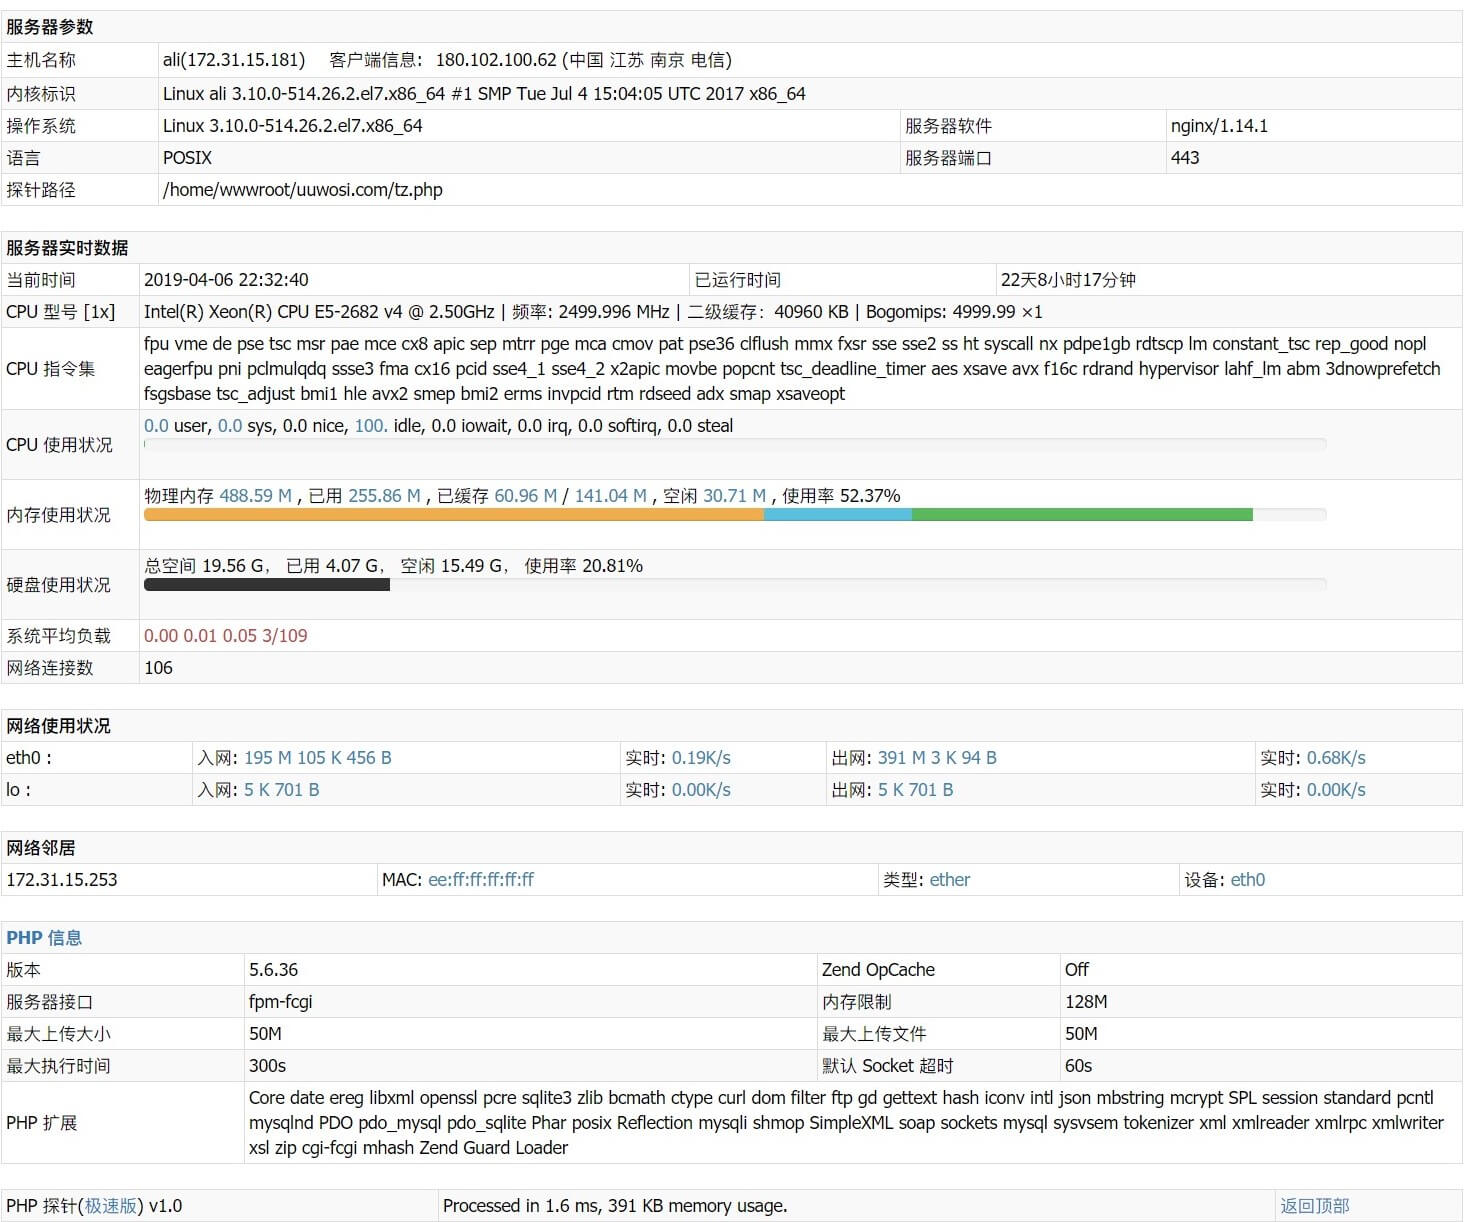 服务器参数
主机名称 ali(172.31.15.181) 客户端信息: 180.102.100.62 (中国 江苏 南京 电信)
内核标识 Linux ali 3.10.0-514.26.2.el7.x86_64 #1 SMP Tue Jul 4 15:04:05 UTC 2017 x86_64
操作系统 Linux 3.10.0-514.26.2.el7.x86_64 服务器软件 nginx/1.14.1
语言 POSIX 服务器端口 443
探针路径 /home/wwwroot/uuwosi.com/tz.php
服务器实时数据
当前时间 2019-04-06 22:32:40 已运行时间 22天8小时17分钟
CPU 型号 [1x] Intel(R) Xeon(R) CPU E5-2682 v4 @ 2.50GHz | 频率: 2499.996 MHz | 二级缓存: 40960 KB | Bogomips: 4999.99 ×1
CPU 指令集
fpu vme de pse tsc msr pae mce cx8 apic sep mtrr pge mca cmov pat pse36 clflush mmx fxsr sse sse2 ss ht syscall nx pdpe1gb rdtscp lm constant_tsc rep_good nopl
eagerfpu pni pclmulqdq ssse3 fma cx16 pcid sse4_1 sse4_2 x2apic movbe popcnt tsc_deadline_timer aes xsave avx f16c rdrand hypervisor lahf_lm abm 3dnowprefetch
fsgsbase tsc_adjust bmi1 hle avx2 smep bmi2 erms invpcid rtm rdseed adx smap xsaveopt
CPU 使用状况
0.0 user, 0.0 sys, 0.0 nice, 100. idle, 0.0 iowait, 0.0 irq, 0.0 softirq, 0.0 steal
内存使用状况
物理内存 488.59 M , 已用 255.86 M , 已缓存 60.96 M / 141.04 M , 空闲 30.71 M , 使用率 52.37%
硬盘使用状况
总空间 19.56 G， 已用 4.07 G， 空闲 15.49 G， 使用率 20.81%
系统平均负载 0.00 0.01 0.05 3/109
网络连接数 106
网络使用状况
eth0 : 入网: 195 M 105 K 456 B 实时: 0.19K/s 出网: 391 M 3 K 94 B 实时: 0.68K/s
lo : 入网: 5 K 701 B 实时: 0.00K/s 出网: 5 K 701 B 实时: 0.00K/s
网络邻居
172.31.15.253 MAC: ee:ff:ff:ff:ff:ff 类型: ether 设备: eth0
PHP 信息
版本 5.6.36 Zend OpCache Off
服务器接口 fpm-fcgi 内存限制 128M
最大上传大小 50M 最大上传文件 50M
最大执行时间 300s 默认 Socket 超时 60s
PHP 扩展
Core date ereg libxml openssl pcre sqlite3 zlib bcmath ctype curl dom filter ftp gd gettext hash iconv intl json mbstring mcrypt SPL session standard pcntl
mysqlnd PDO pdo_mysql pdo_sqlite Phar posix Reflection mysqli shmop SimpleXML soap sockets mysql sysvsem tokenizer xml xmlreader xmlrpc xmlwriter
xsl zip cgi-fcgi mhash Zend Guard Loader
PHP 探针(极速版) v1.0 Processed in 1.6 ms, 391 KB memory usage. 返回顶部